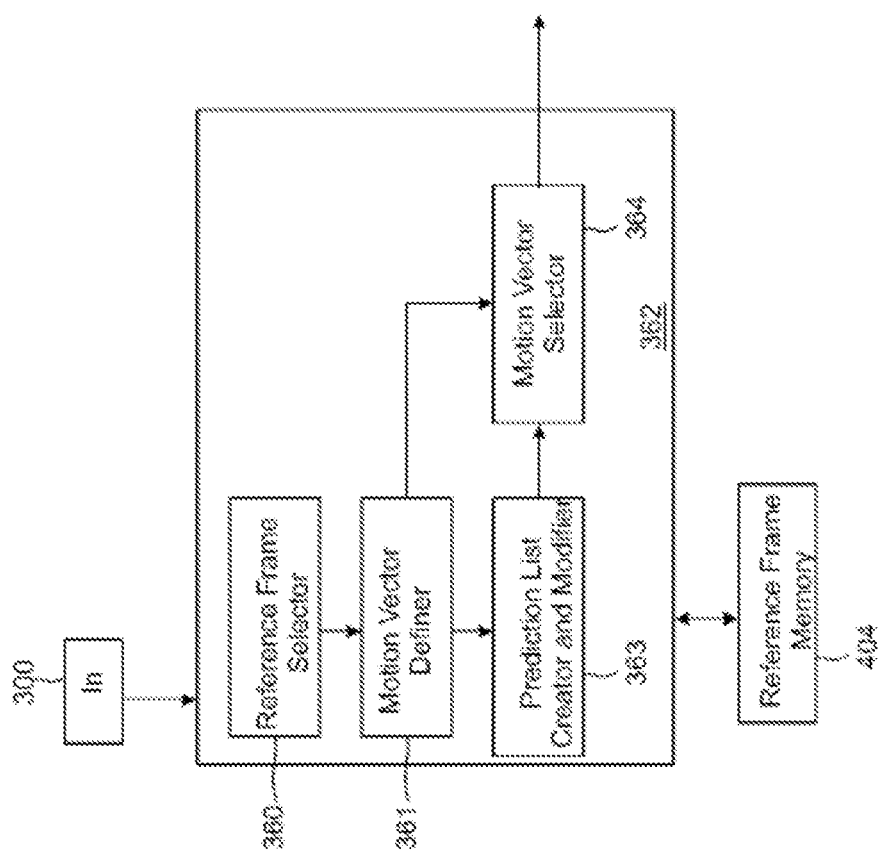 300
In
Reference Frame
Selector
360
Motion Vector
Definer
361
Prediction List
Creator and Modifier
363
Motion Vector
Selector
364
362
Reference Frame
Memory
404